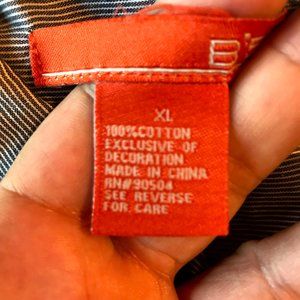 XL
100%COTTON
EXCLUSIVE OF
DECORATION
MADE IN CHINA
RN#90504
SEE REVERSE
FOR CARE